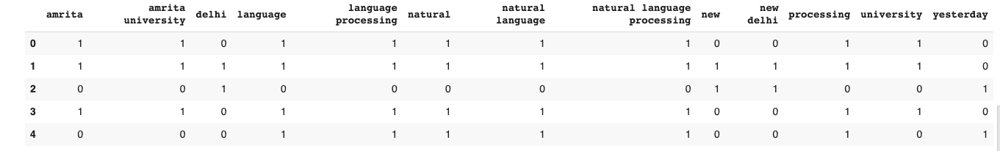 amrita amrita university delhi language language processing natural natural language natural language processing new new delhi processing university yesterday
0 1 1 0 1 1 1 1 1 0 0 1 1 0
1 1 1 1 1 1 1 1 1 1 1 1 1 0
2 0 0 1 0 0 0 0 0 1 1 0 0 1
3 1 1 0 1 1 1 1 1 0 0 1 1 0
4 0 0 0 1 1 1 1 1 0 0 1 0 1